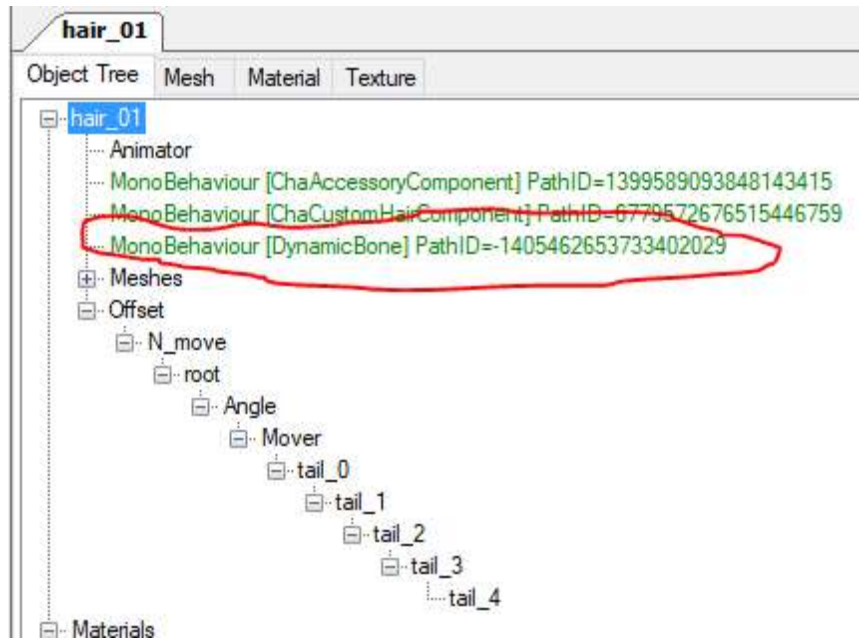 hair_01
Object Tree Mesh Material Texture
hair_01
Animator
MonoBehaviour [ChaAccessoryComponent] PathID=1399589093848143415
MonoBehaviour [ChaCustomHairComponent] PathID=6779572676515446759
MonoBehaviour [DynamicBone] PathID=-1405462653733402029
Meshes
Offset
N_move
root
Angle
Mover
tail_0
tail_1
tail_2
tail_3
tail_4
Materials